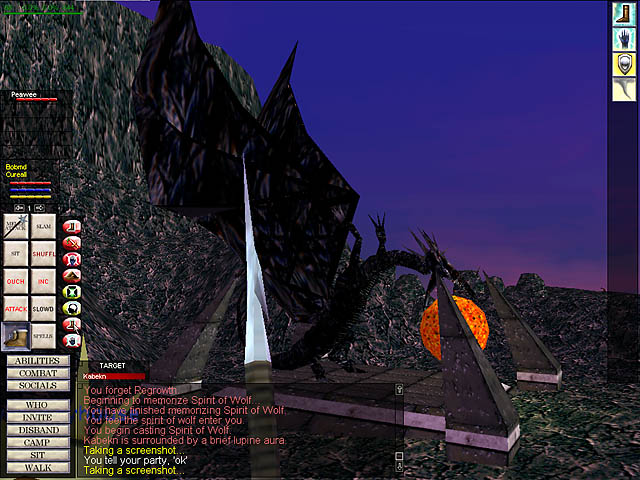 Peawee
Bobmd
Cureall
1
MELEE ATTACK
SLAM
SIT
SHUFFL
OUCH
INC
ATTACK
SLOWD
SPELLS
ABILITIES
COMBAT
SOCIALS
WHO
INVITE
DISBAND
CAMP
SIT
WALK
TARGET
Kabekn
You forget Regrowth
Beginning to memorize Spirit of Wolf.
You have finished memorizing Spirit of Wolf.
You feel the spirit of wolf enter you.
You begin casting Spirit of Wolf.
Kabekn is surrounded by a brief lupine aura.
Taking a screenshot...
You tell your party, 'ok'
Taking a screenshot...